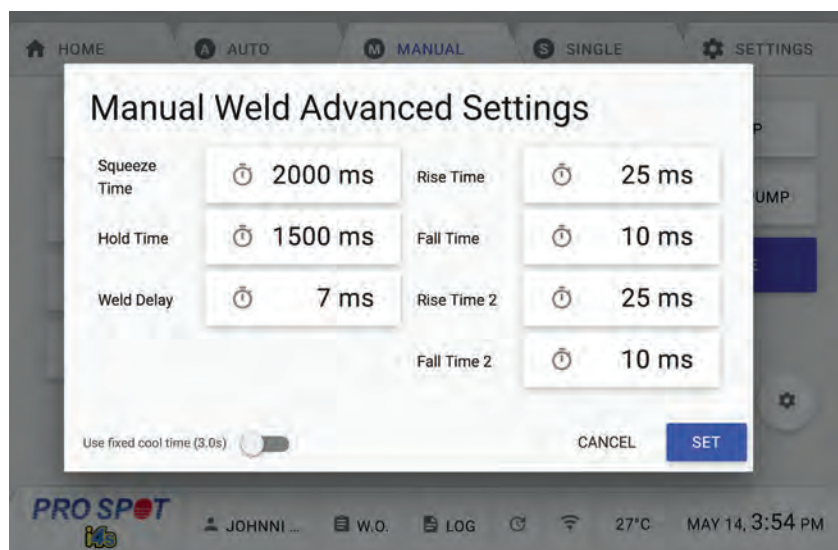 HOME
A AUTO
M MANUAL
S SINGLE
SETTINGS
Manual Weld Advanced Settings
P
Squeeze
Time
2000 ms
Rise Time
25 ms
UMP
Hold Time
1500 ms
Fall Time
10 ms
Weld Delay
7 ms
Rise Time 2
25 ms
Fall Time 2
10 ms
Use fixed cool time (3.0s)
CANCEL
SET
PRO SPOT
i4s
JOHNNI ...
W.O.
LOG
27°C
MAY 14, 3:54 PM